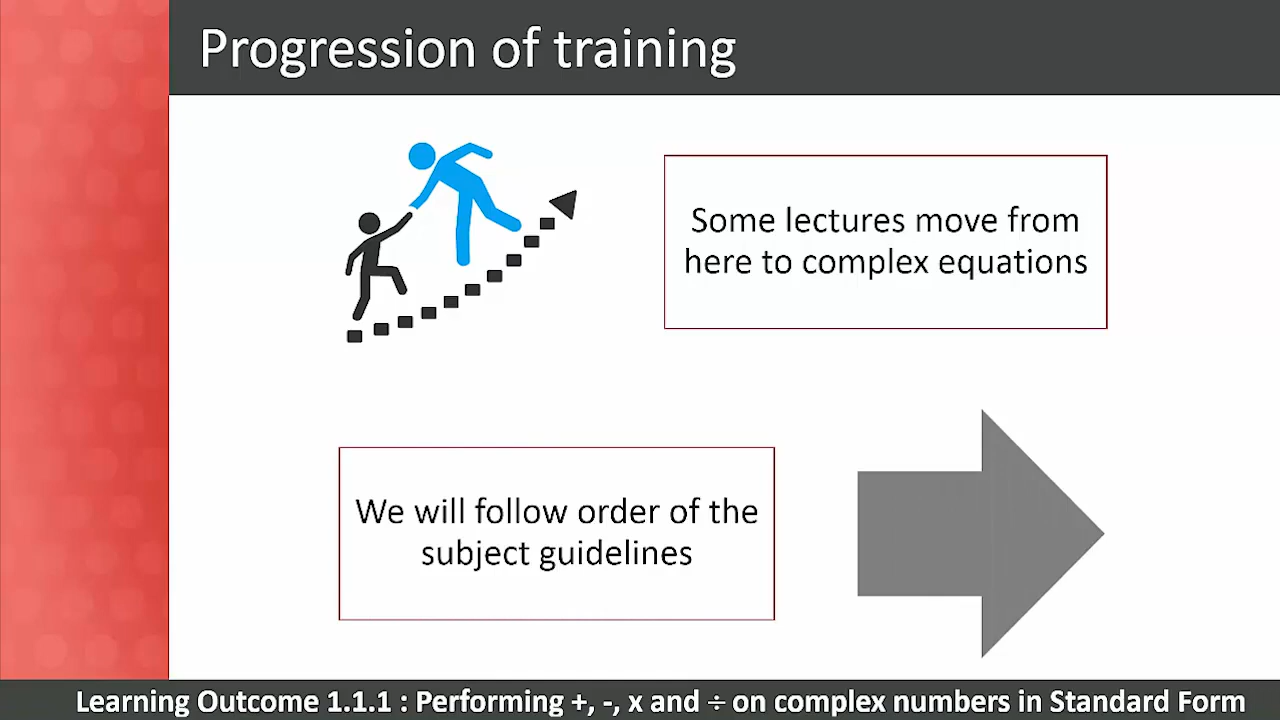 Progression of training
Some lectures move from
here to complex equations
We will follow order of the
subject guidelines
Learning Outcome 1.1.1 : Performing +, -, x and ÷ on complex numbers in Standard Form